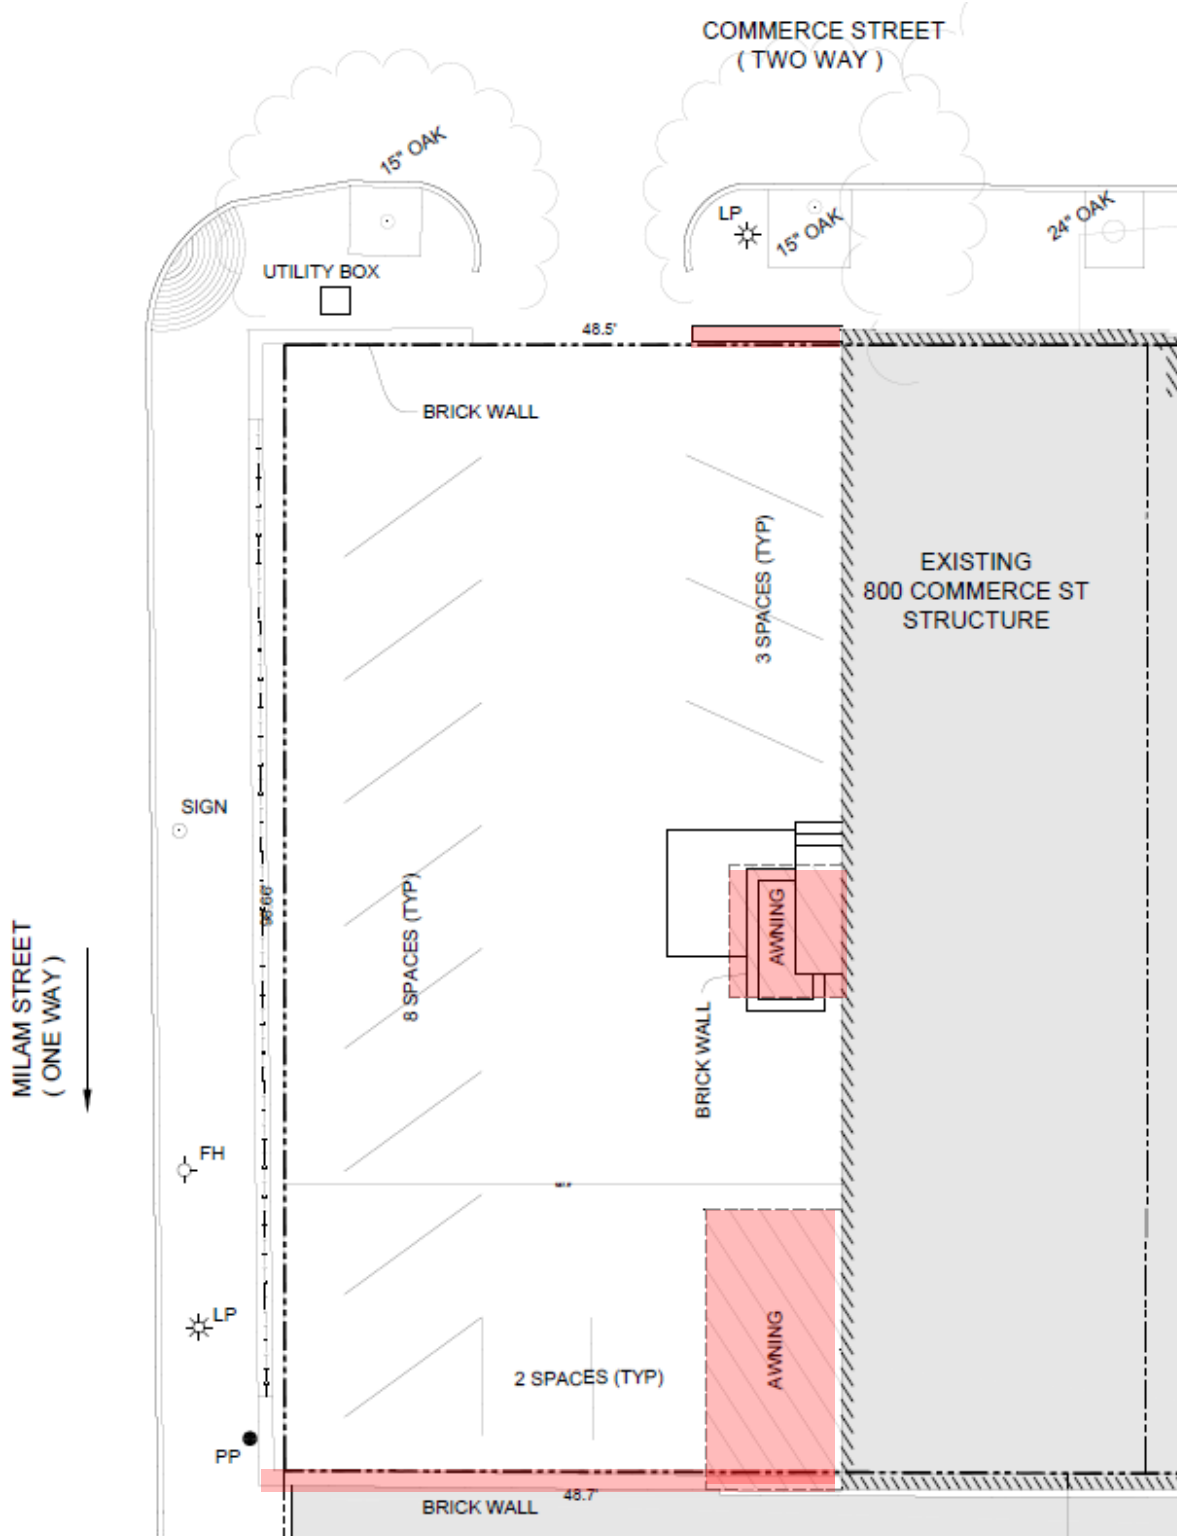 COMMERCE STREET
( TWO WAY )
15" OAK
LP
15" OAK
24" OAK
UTILITY BOX
48.5'
BRICK WALL
3 SPACES (TYP)
EXISTING
800 COMMERCE ST
STRUCTURE
SIGN
8 SPACES (TYP)
AWNING
MILAM STREET
( ONE WAY )
BRICK WALL
FH
LP
2 SPACES (TYP)
AWNING
PP
48.7'
BRICK WALL